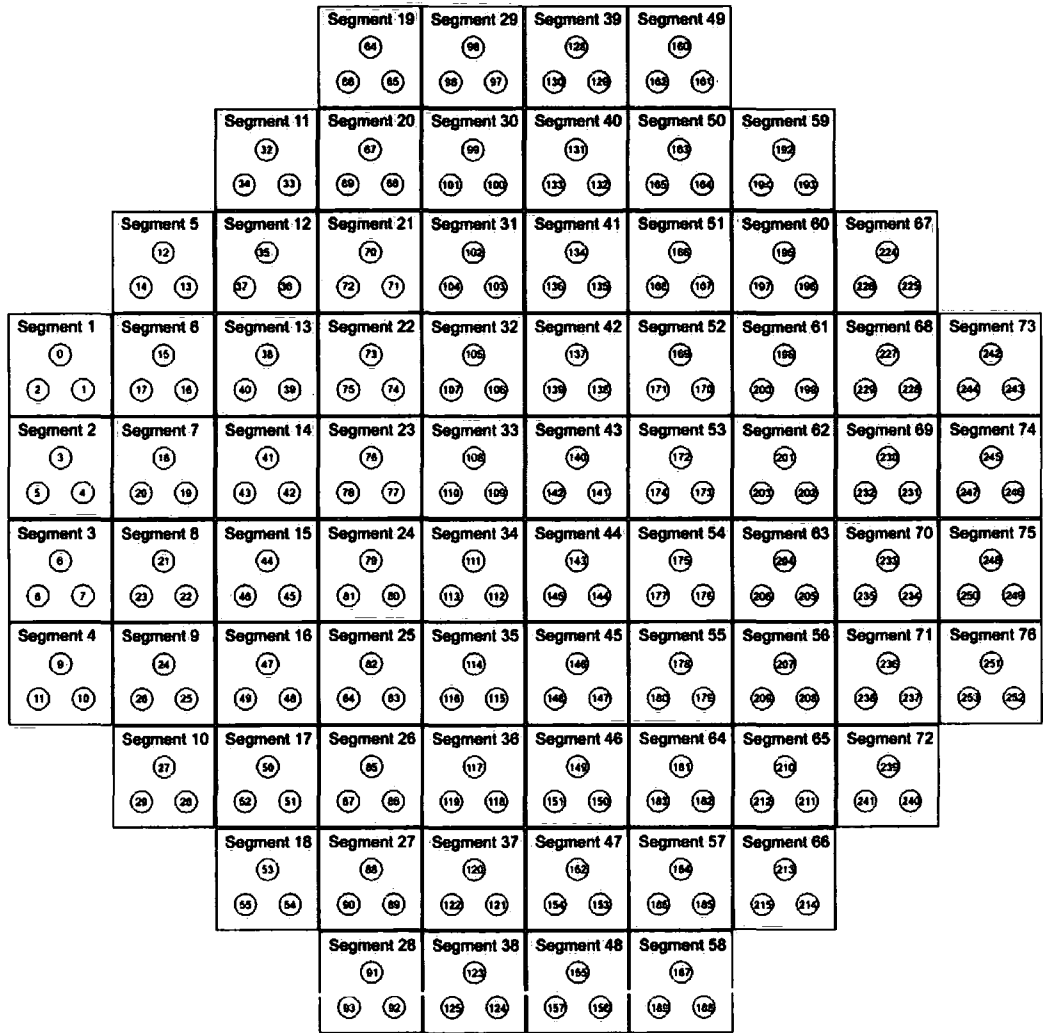 Segment 19 Segment 29 Segment 39 Segment 49
64 96 128 160
66 65 98 97 130 129 162 161
Segment 11 Segment 20 Segment 30 Segment 40 Segment 50 Segment 59
32 67 99 131 163 192
34 33 69 68 101 100 133 132 165 164 194 193
Segment 5 Segment 12 Segment 21 Segment 31 Segment 41 Segment 51 Segment 60 Segment 67
12 35 70 102 134 166 195 224
14 13 37 36 72 71 104 103 136 135 168 167 197 196 226 225
Segment 1 Segment 6 Segment 13 Segment 22 Segment 32 Segment 42 Segment 52 Segment 61 Segment 68 Segment 73
0 15 38 73 105 137 169 198 227 242
2 1 17 16 40 39 75 74 107 106 139 138 171 170 200 199 229 228 244 243
Segment 2 Segment 7 Segment 14 Segment 23 Segment 33 Segment 43 Segment 53 Segment 62 Segment 69 Segment 74
3 18 41 76 108 140 172 201 230 245
5 4 20 19 43 42 78 77 110 109 142 141 174 173 203 202 232 231 247 246
Segment 3 Segment 8 Segment 15 Segment 24 Segment 34 Segment 44 Segment 54 Segment 63 Segment 70 Segment 75
6 21 44 79 111 143 175 204 233 248
8 7 23 22 46 45 81 80 113 112 145 144 177 176 206 205 235 234 250 249
Segment 4 Segment 9 Segment 16 Segment 25 Segment 35 Segment 45 Segment 55 Segment 56 Segment 71 Segment 76
9 24 47 82 114 146 178 207 236 251
11 10 26 25 49 48 84 83 116 115 148 147 180 179 209 208 238 237 253 252
Segment 10 Segment 17 Segment 26 Segment 36 Segment 46 Segment 64 Segment 65 Segment 72
27 50 85 117 149 181 210 239
29 28 52 51 87 86 119 118 151 150 183 182 212 211 241 240
Segment 18 Segment 27 Segment 37 Segment 47 Segment 57 Segment 66
53 88 120 152 184 213
55 54 90 89 122 121 154 153 186 185 215 214
Segment 28 Segment 38 Segment 48 Segment 58
91 123 155 187
93 92 125 124 157 156 189 188